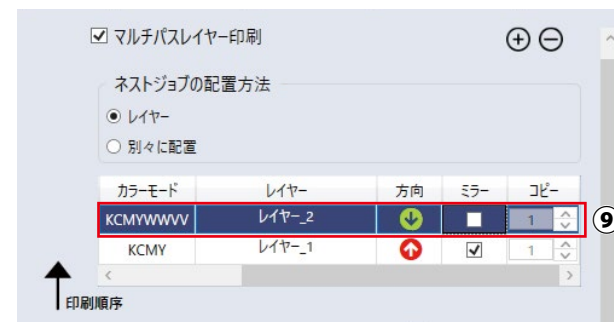 マルチパスレイヤー印刷
ネストジョブの配置方法
レイヤー
別々に配置
カラーモード レイヤー 方向 ミラー コピー
KCMYWWVV レイヤー_2 1 ⑨
KCMY レイヤー_1 1
印刷順序